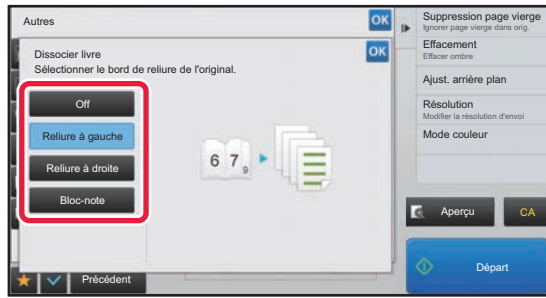 Autres
OK
Dissocier livre
OK
Sélectionner le bord de reliure de l'original.
Off
Reliure à gauche
Reliure à droite
Bloc-note
6 7 9
Précédent
Suppression page vierge
Ignorer page vierge dans orig.
Effacement
Effacer ombre
Ajust. arrière plan
Résolution
Modifier la résolution d'envoi
Mode couleur
Aperçu
CA
Départ